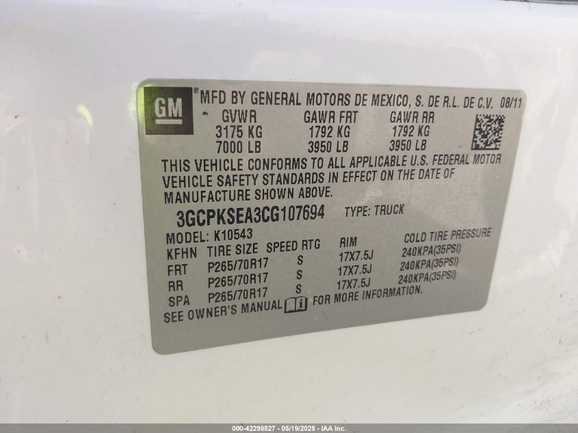 GM
® MFD BY GENERAL MOTORS DE MEXICO, S. DE R.L. DE C.V. 08/11
GVWR GAWR FRT GAWR RR
3175 KG 1792 KG 1792 KG
7000 LB 3950 LB 3950 LB
THIS VEHICLE CONFORMS TO ALL APPLICABLE U.S. FEDERAL MOTOR
VEHICLE SAFETY STANDARDS IN EFFECT ON THE DATE OF
MANUFACTURE SHOWN ABOVE.
3GCPKSEA3CG107694 TYPE: TRUCK
MODEL: K10543
KFHN TIRE SIZE SPEED RTG RIM COLD TIRE PRESSURE
FRT P265/70R17 S 17X7.5J 240KPA(35PSI)
RR P265/70R17 S 17X7.5J 240KPA(35PSI)
SPA P265/70R17 S 17X7.5J 240KPA(35PSI)
SEE OWNER'S MANUAL FOR MORE INFORMATION.
000-42299527 05/19/2025 IAA Inc.